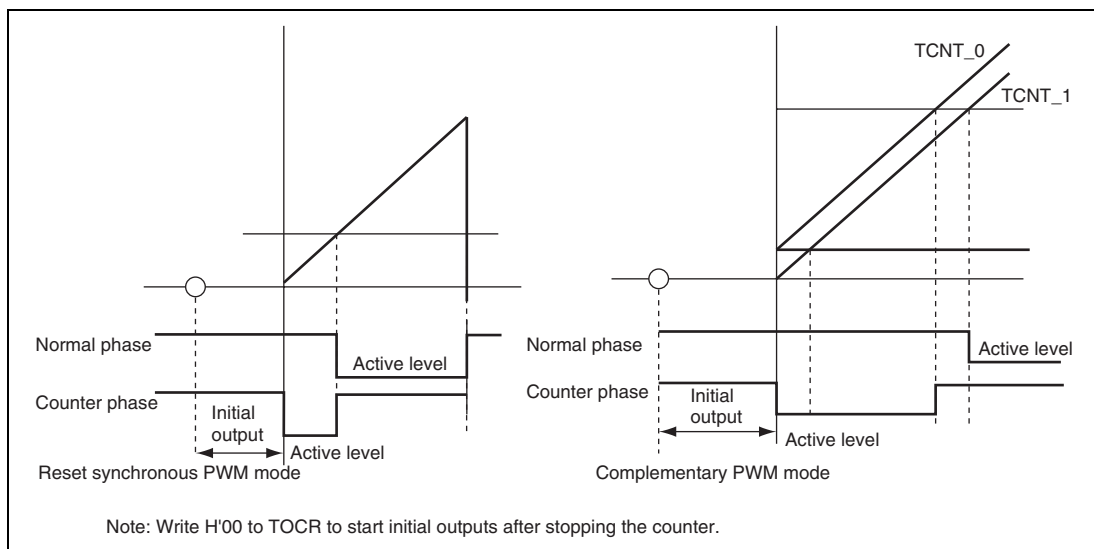 TCNT_0
TCNT_1
Normal phase
Active level
Counter phase
Initial
output
Active level
Reset synchronous PWM mode
Normal phase
Active level
Counter phase
Initial
output
Active level
Complementary PWM mode
Note: Write H'00 to TOCR to start initial outputs after stopping the counter.